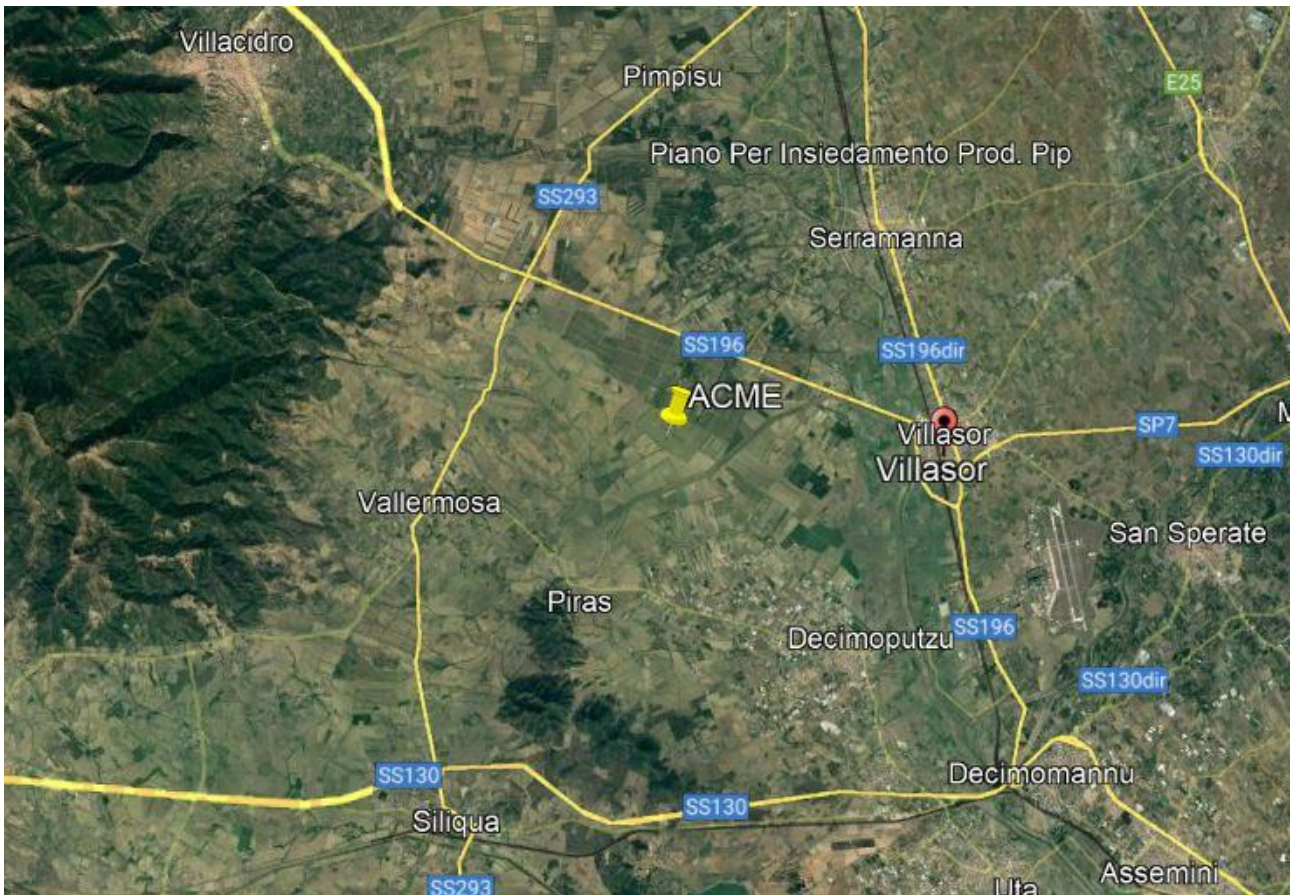 Villacidro
Pimpisu
E25
Piano Per Insiedamento Prod. Pip
SS293
Serramanna
SS196
SS196dir
ACME
Villasor
SP7
M
Villasor
SS130dir
Vallermosa
San Sperate
Piras
Decimoputzu
SS196
SS130dir
SS130
Decimomannu
SS130
Siliqua
Assemini
SS293
Uta